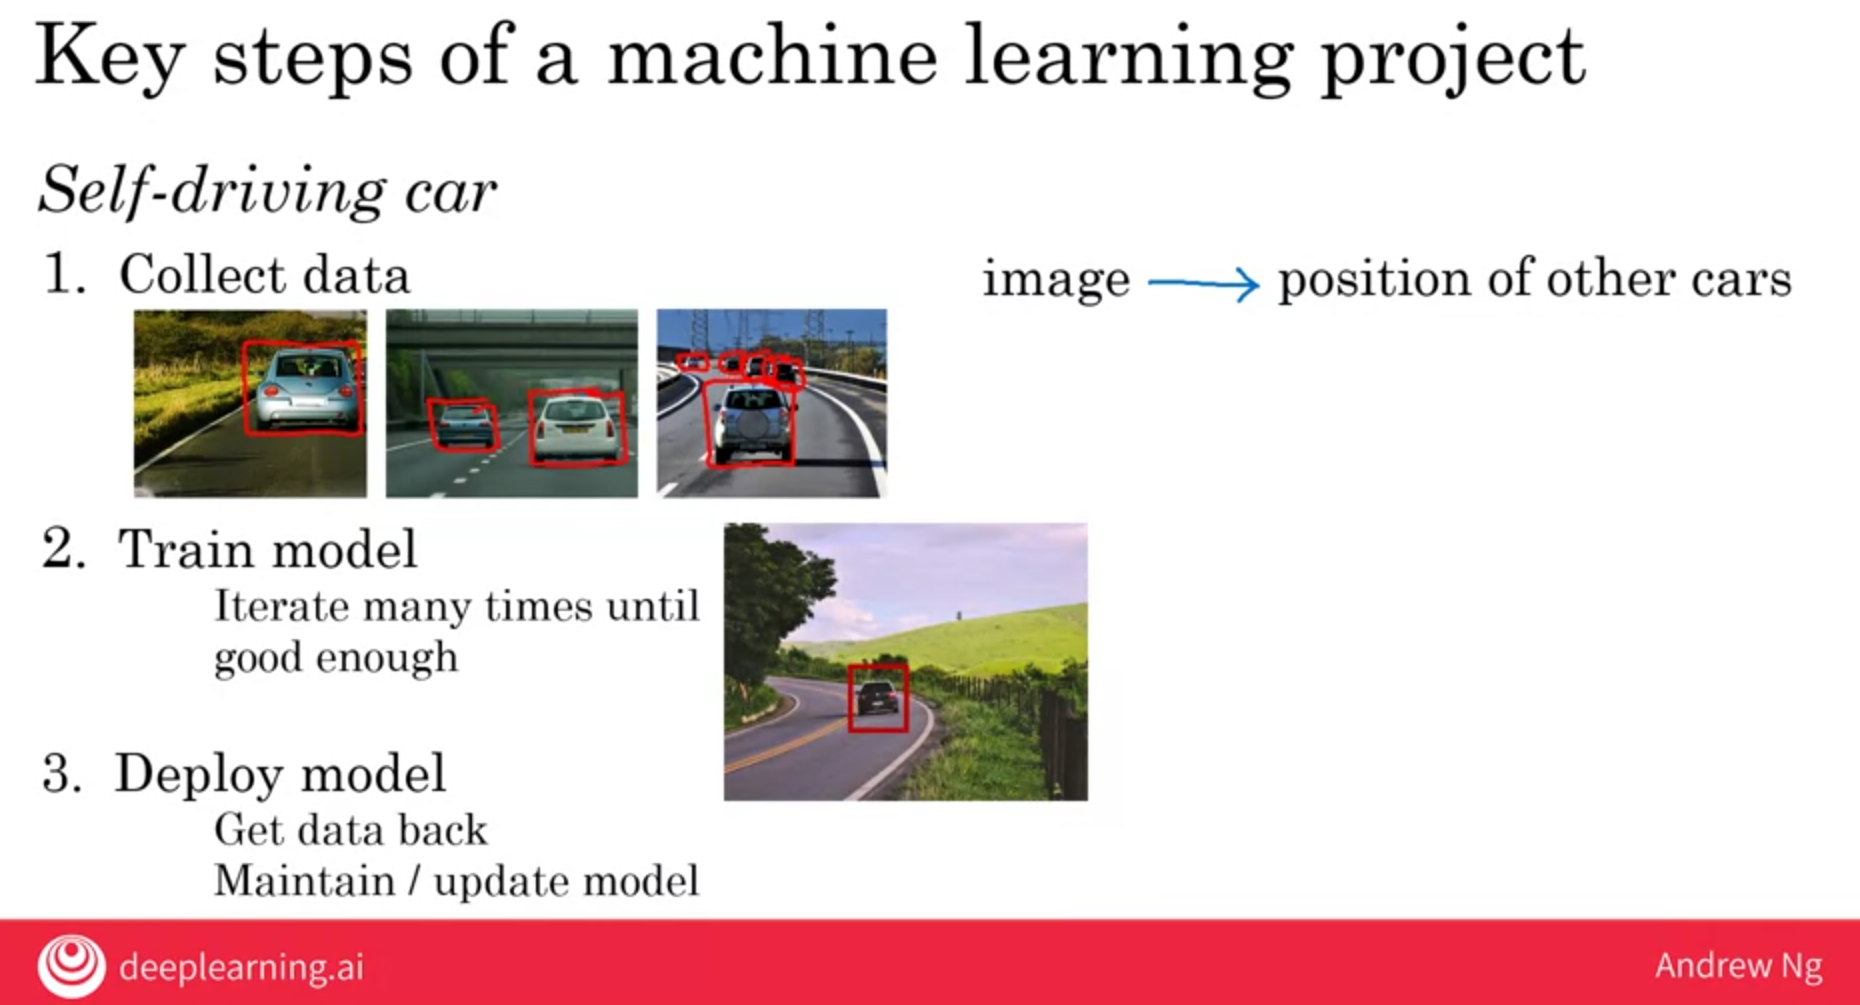 Key steps of a machine learning project
Self-driving car
1. Collect data
image → position of other cars
2. Train model
Iterate many times until
good enough
3. Deploy model
Get data back
Maintain / update model
deeplearning.ai
Andrew Ng